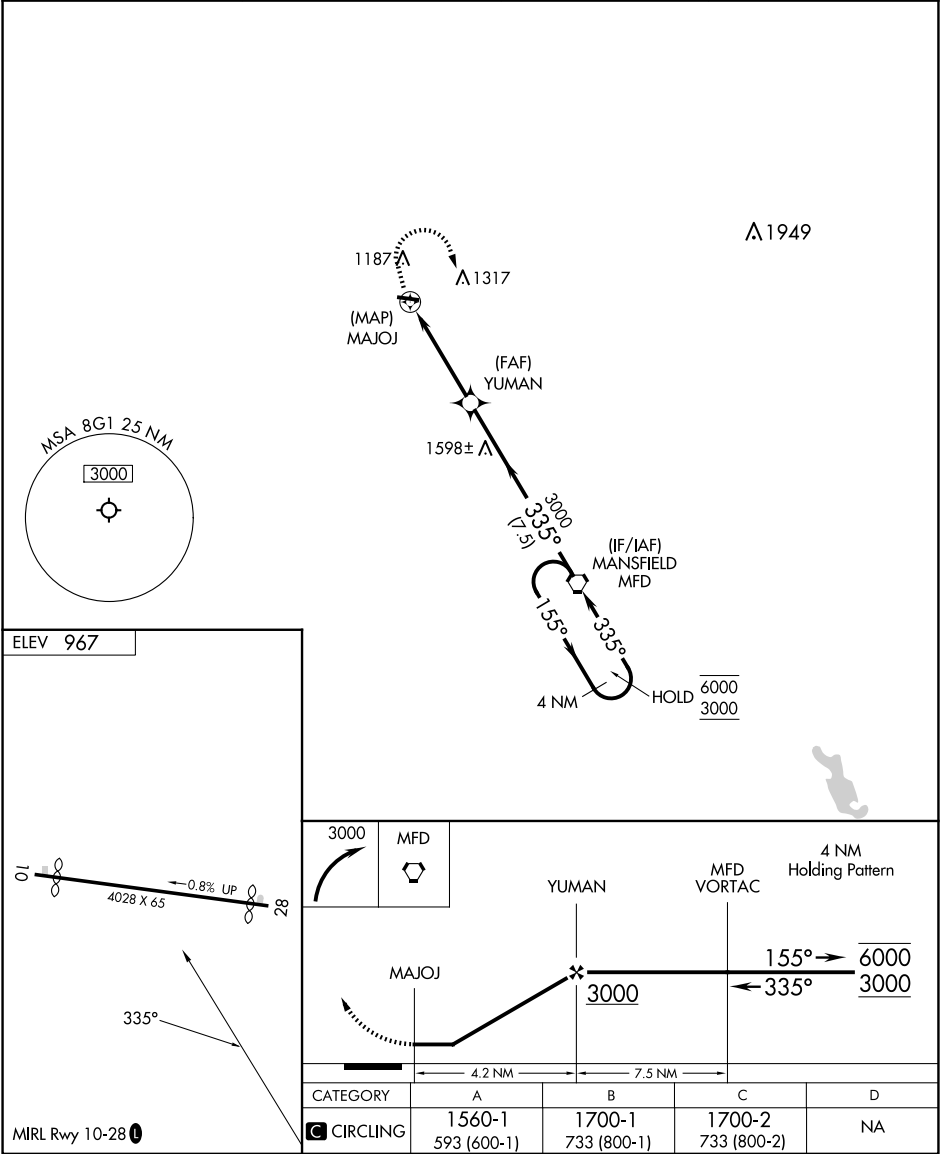 1949
1187
1317
(MAP)
MAJOJ
(FAF)
YUMAN
1598±
MSA 8G1 25 NM
3000
3000
335°
(7.5)
(IF/IAF)
MANSFIELD
MFD
155°
335°
4 NM
HOLD
6000
3000
ELEV 967
10
0.8% UP
4028 X 65
28
335°
MIRL Rwy 10-28 L
3000
MFD
4 NM
Holding Pattern
MFD
VORTAC
YUMAN
MAJOJ
155°
335°
6000
3000
3000
4.2 NM
7.5 NM
CATEGORY A B C D
C CIRCLING 1560-1 1700-1 1700-2 NA
593 (600-1) 733 (800-1) 733 (800-2)